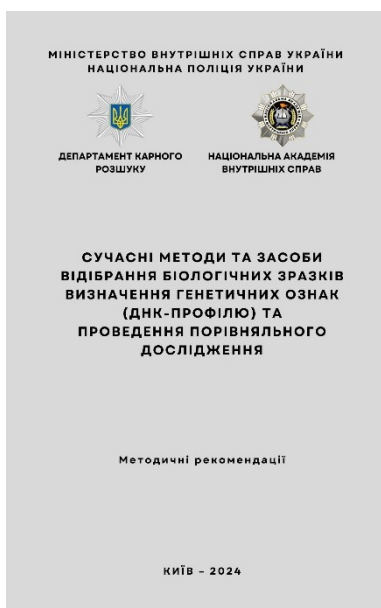 МІНІСТЕРСТВО ВНУТРІШНІХ СПРАВ УКРАЇНИ
НАЦІОНАЛЬНА ПОЛІЦІЯ УКРАЇНИ
ДЕПАРТАМЕНТ КАРНОГО
РОЗШУКУ
НАЦІОНАЛЬНА АКАДЕМІЯ
ВНУТРІШНІХ СПРАВ
СУЧАСНІ МЕТОДИ ТА ЗАСОБИ
ВІДІБРАННЯ БІОЛОГІЧНИХ ЗРАЗКІВ
ВИЗНАЧЕННЯ ГЕНЕТИЧНИХ ОЗНАК
(ДНК-ПРОФІЛЮ) ТА
ПРОВЕДЕННЯ ПОРІВНЯЛЬНОГО
ДОСЛІДЖЕННЯ
Методичні рекомендації
КИЇВ – 2024